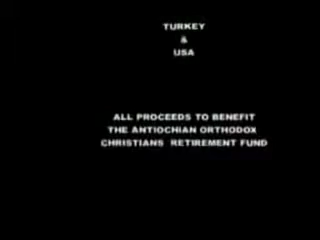 TURKEY
&
USA
ALL PROCEEDS TO BENEFIT
THE ANTIOCHIAN ORTHODOX
CHRISTIANS RETIREMENT FUND